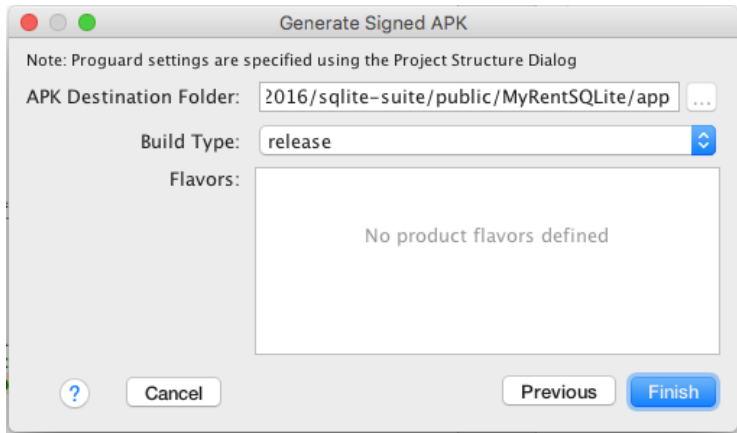 Generate Signed APK
Note: Proguard settings are specified using the Project Structure Dialog
APK Destination Folder: 2016/sqlite-suite/public/MyRentSQLite/app ...
Build Type: release
Flavors:
No product flavors defined
? Cancel Previous Finish